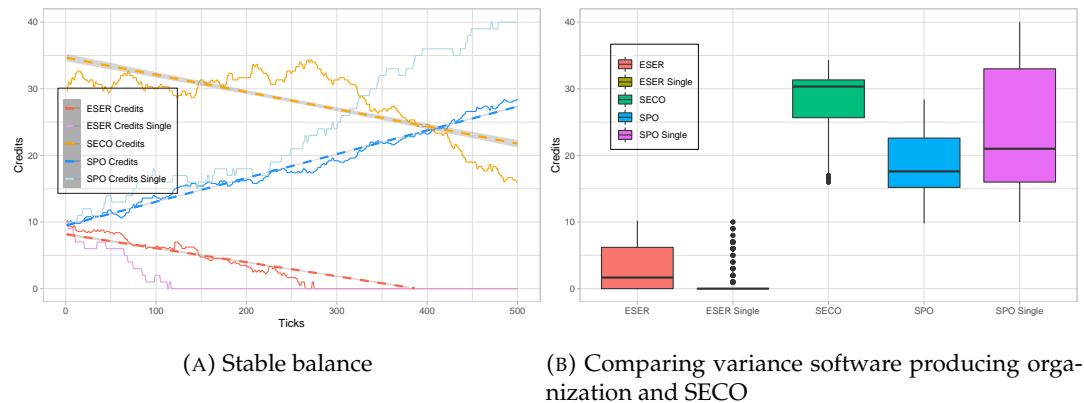 40
30
20
10
0
Credits
ESER Credits
ESER Credits Single
SECO Credits
SPO Credits
SPO Credits Single
0 100 200 300 400 500
Ticks
(A) Stable balance
40
30
20
10
0
Credits
ESER
ESER Single
SECO
SPO
SPO Single
ESER ESER Single SECO SPO SPO Single
(B) Comparing variance software producing orga-
nization and SECO